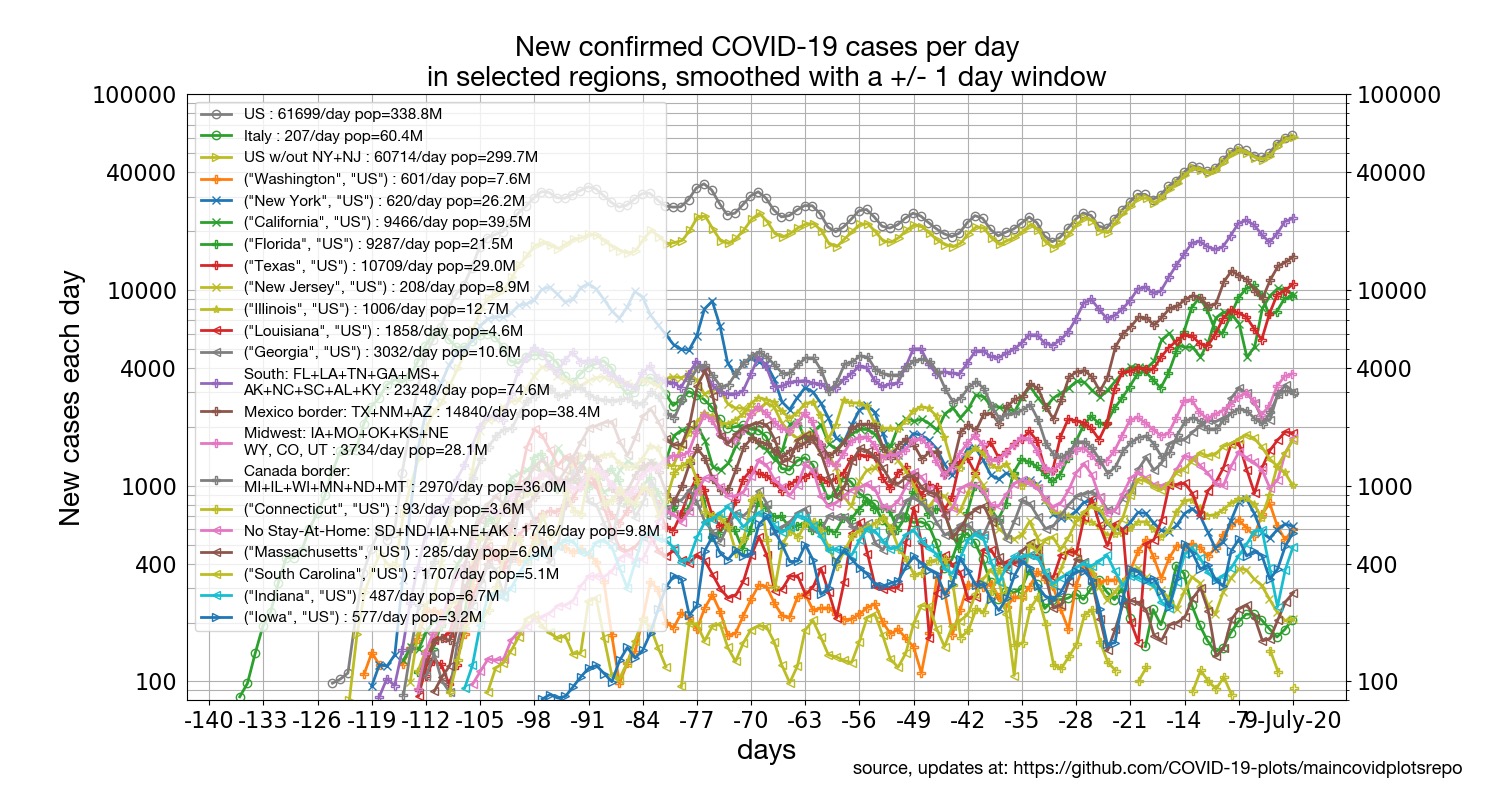 New confirmed COVID-19 cases per day
in selected regions, smoothed with a +/- 1 day window
100000
40000
10000
4000
1000
400
100
New cases each day
US : 61699/day pop=338.8M
Italy : 207/day pop=60.4M
US w/out NY+NJ : 60714/day pop=299.7M
("Washington", "US") : 601/day pop=7.6M
("New York", "US") : 620/day pop=26.2M
("California", "US") : 9466/day pop=39.5M
("Florida", "US") : 9287/day pop=21.5M
("Texas", "US") : 10709/day pop=29.0M
("New Jersey", "US") : 208/day pop=8.9M
("Illinois", "US") : 1006/day pop=12.7M
("Louisiana", "US") : 1858/day pop=4.6M
("Georgia", "US") : 3032/day pop=10.6M
South: FL+LA+TN+GA+MS+
AK+NC+SC+AL+KY : 23248/day pop=74.6M
Mexico border: TX+NM+AZ : 14840/day pop=38.4M
Midwest: IA+MO+OK+KS+NE
WY, CO, UT : 3734/day pop=28.1M
Canada border:
MI+IL+WI+MN+ND+MT : 2970/day pop=36.0M
("Connecticut", "US") : 93/day pop=3.6M
No Stay-At-Home: SD+ND+IA+NE+AK : 1746/day pop=9.8M
("Massachusetts", "US") : 285/day pop=6.9M
("South Carolina", "US") : 1707/day pop=5.1M
("Indiana", "US") : 487/day pop=6.7M
("Iowa", "US") : 577/day pop=3.2M
100000
40000
10000
4000
1000
400
100
-140 -133 -126 -119 -112 -105 -98 -91 -84 -77 -70 -63 -56 -49 -42 -35 -28 -21 -14 -7 9-July-20
days
source, updates at: https://github.com/COVID-19-plots/maincovidplotsrepo